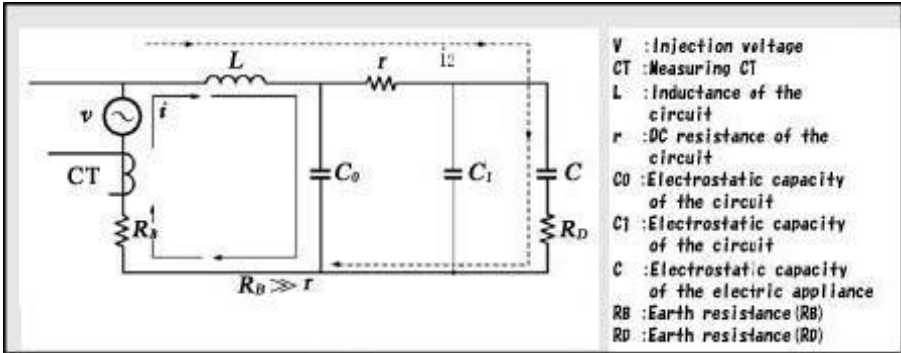 L
r
i2
v
i
CT
C0
C1
C
RB
RD
RB ≫ r
V :Injection voltage
CT :Measuring CT
L :Inductance of the
circuit
r :DC resistance of the
circuit
C0 :Electrostatic capacity
of the circuit
C1 :Electrostatic capacity
of the circuit
C :Electrostatic capacity
of the electric appliance
RB :Earth resistance(RB)
RD :Earth resistance(RD)